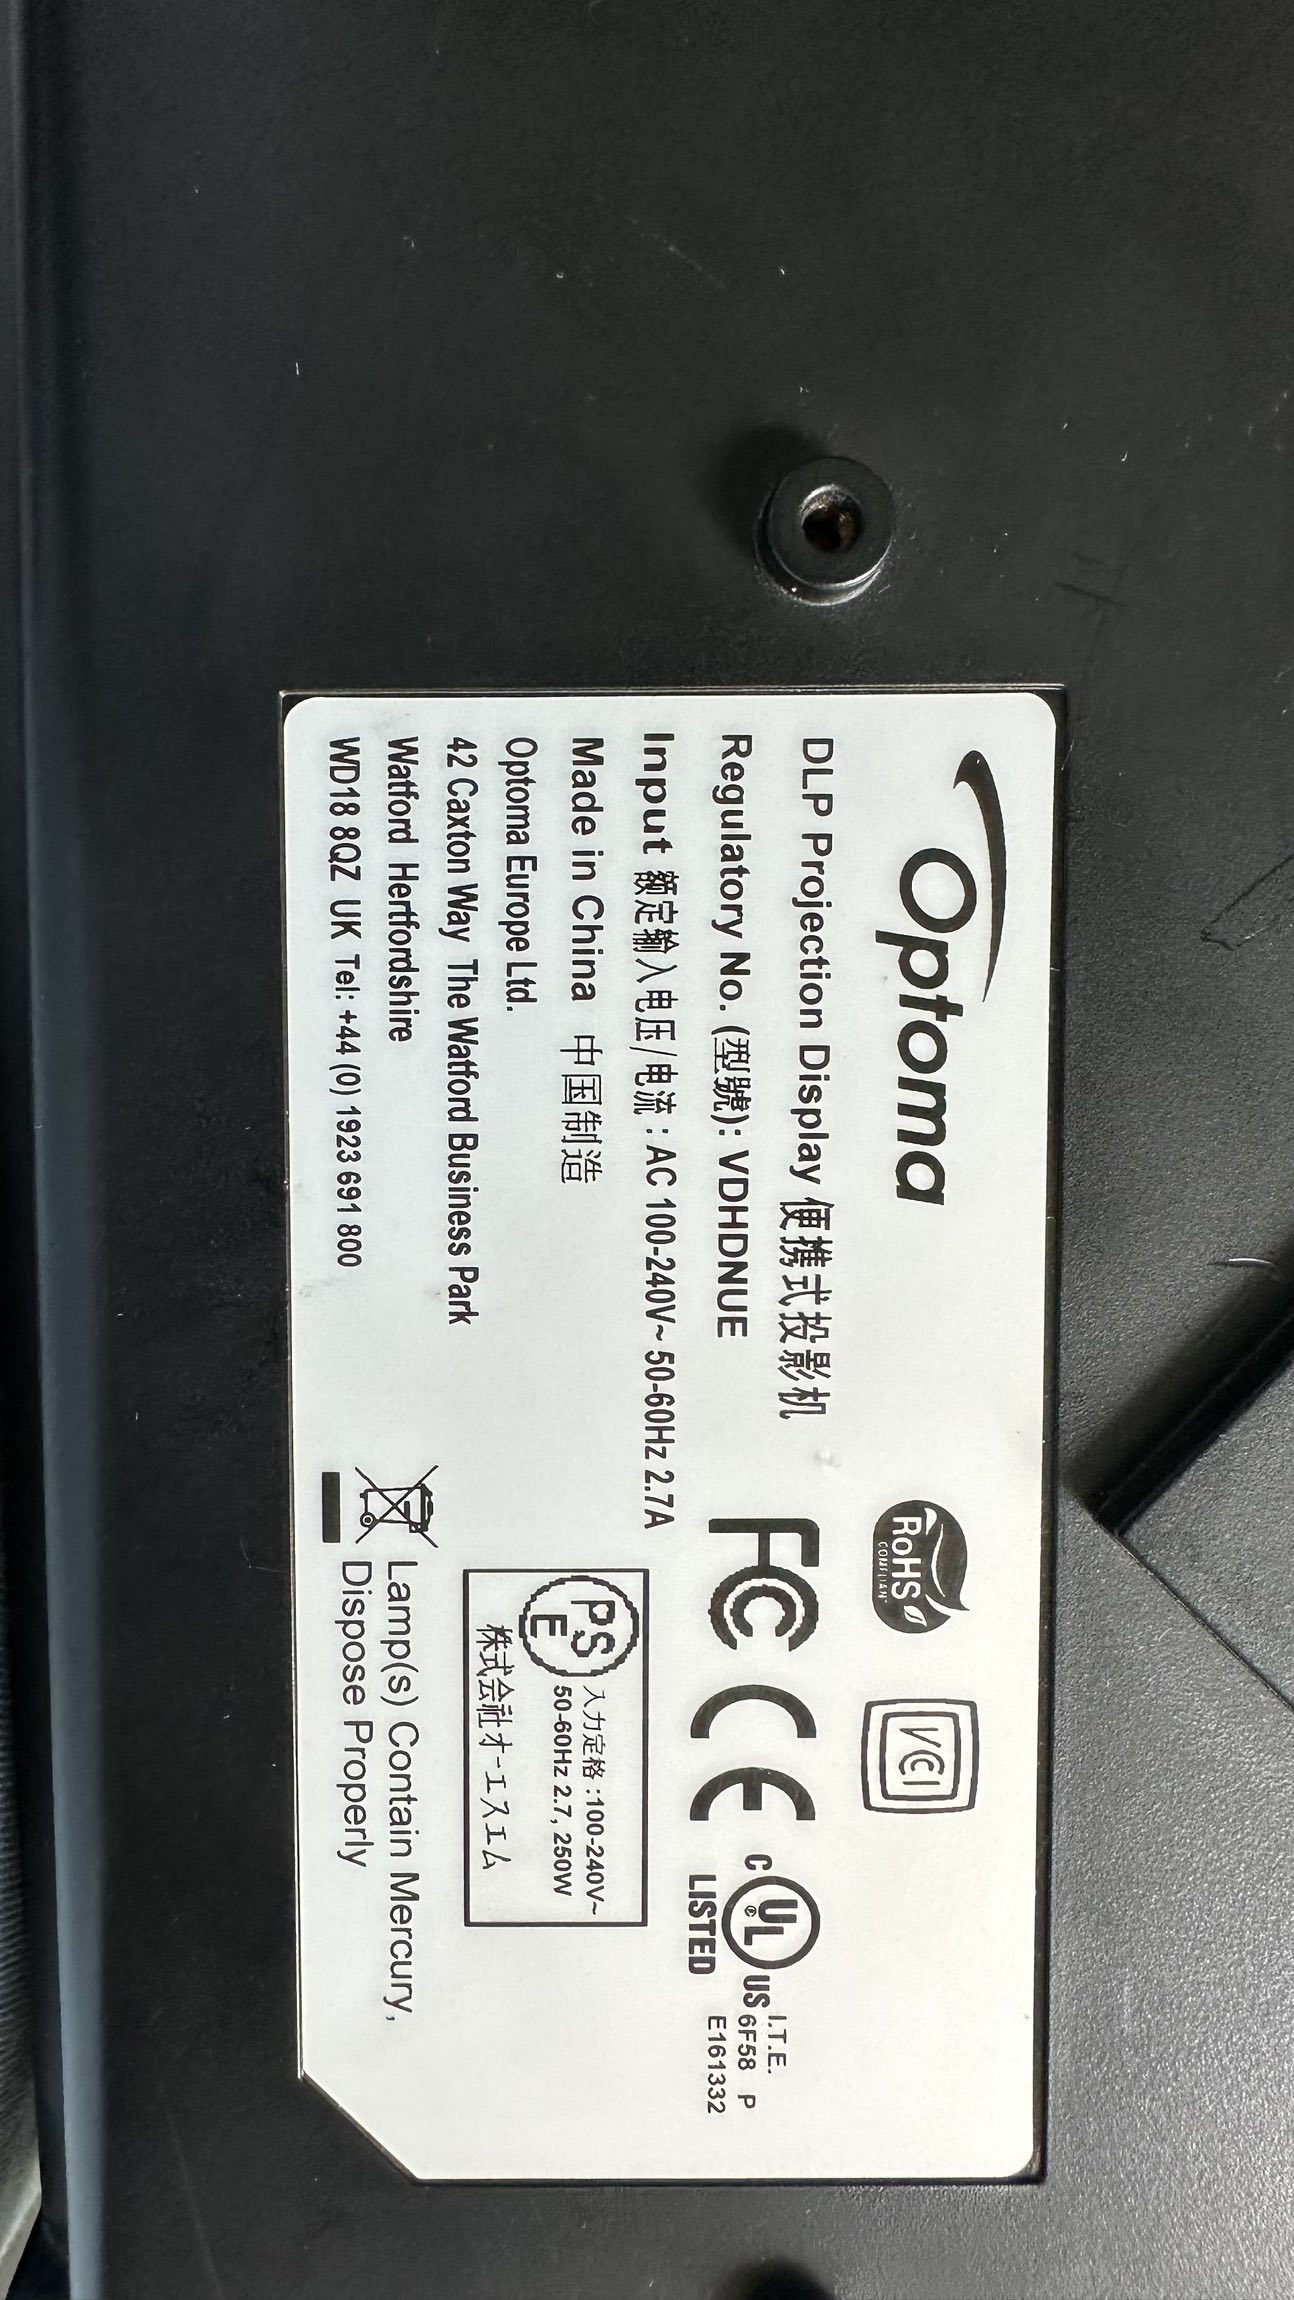 Optoma
DLP Projection Display 便携式投影机
Regulatory No. (型號): VDHDNUE
Input 额定输入电压/电流 : AC 100-240V~ 50-60Hz 2.7A
Made in China 中国制造
Optoma Europe Ltd.
42 Caxton Way The Watford Business Park
Watford Hertfordshire
WD18 8QZ UK Tel: +44 (0) 1923 691 800
RoHS
COMPLIANT
VCCI
FC CE
C UL US
LISTED
I.T.E.
6F58 P
E161332
PS
E
入力定格 :100-240V~
50-60Hz 2.7, 250W
株式会社オーエスエム
Lamp(s) Contain Mercury,
Dispose Properly